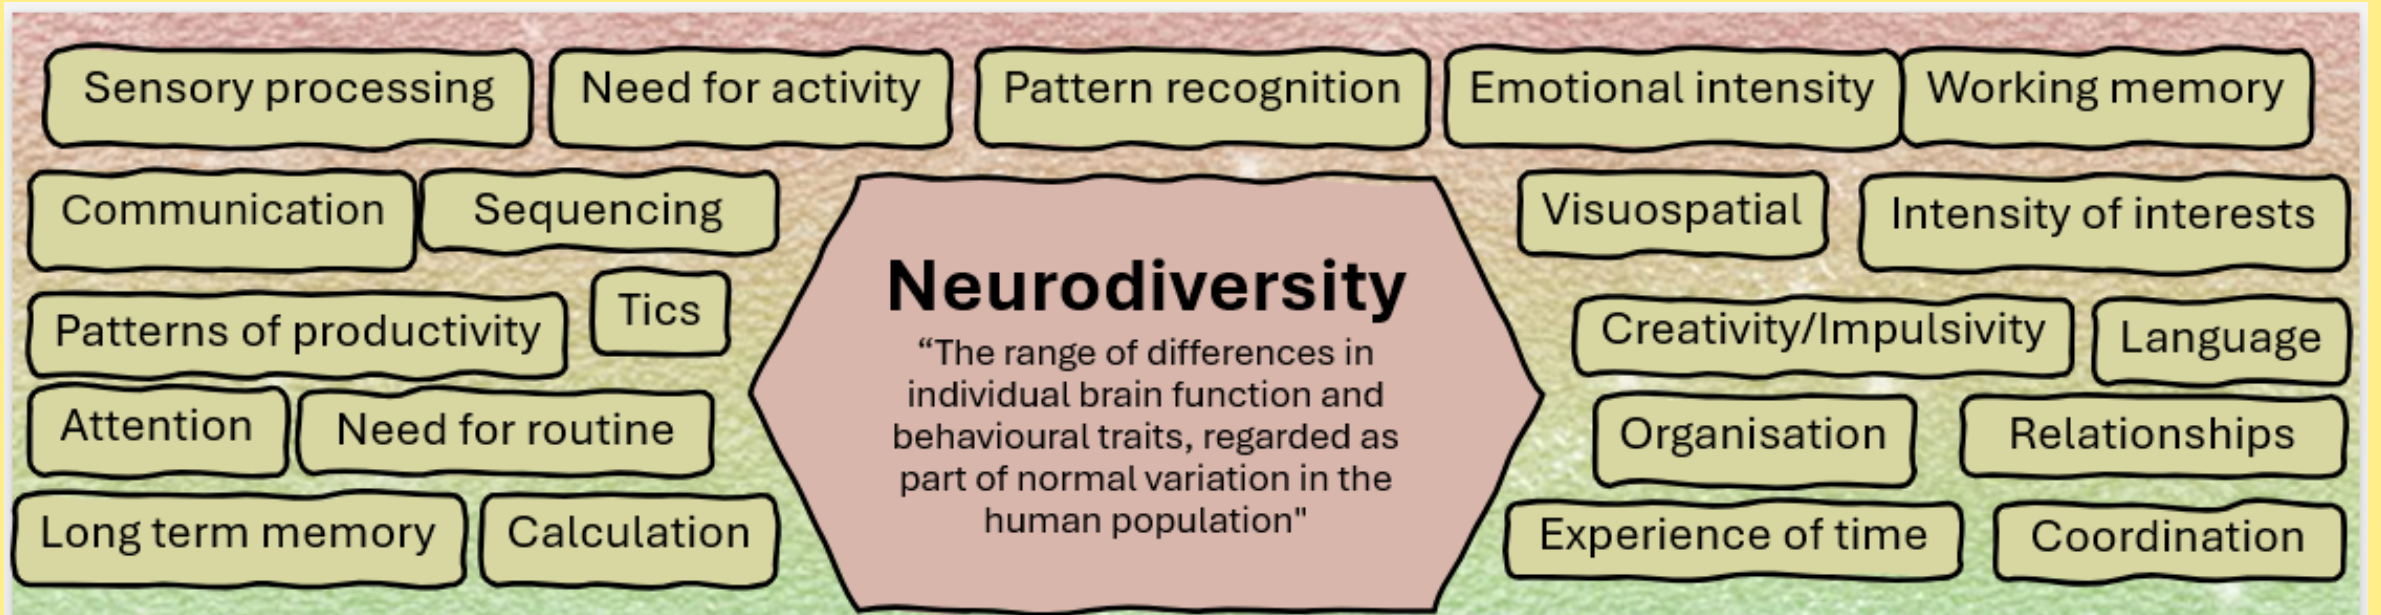 Sensory processing
Need for activity
Pattern recognition
Emotional intensity
Working memory
Communication
Sequencing
Visuospatial
Intensity of interests
Patterns of productivity
Tics
Creativity/Impulsivity
Language
Attention
Need for routine
Organisation
Relationships
Long term memory
Calculation
Experience of time
Coordination
Neurodiversity
“The range of differences in
individual brain function and
behavioural traits, regarded as
part of normal variation in the
human population"